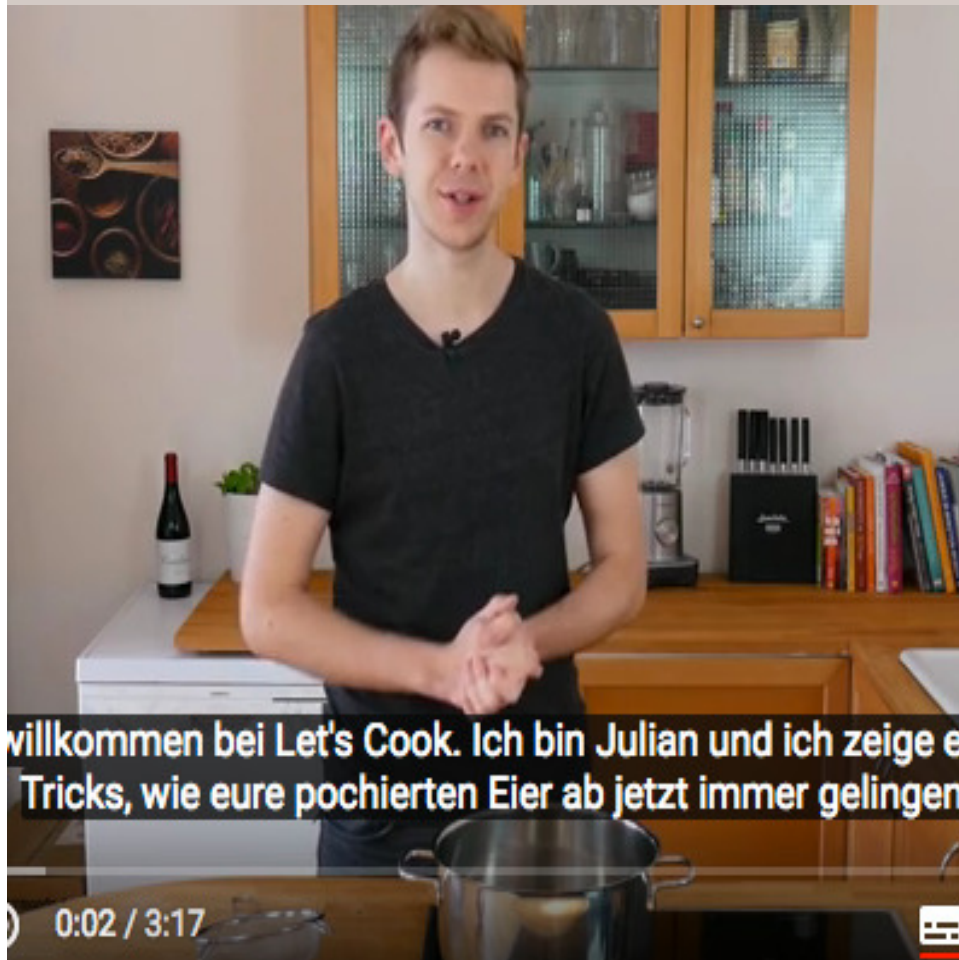 willkommen bei Let's Cook. Ich bin Julian und ich zeige e
Tricks, wie eure pochierten Eier ab jetzt immer gelingen
0:02 / 3:17